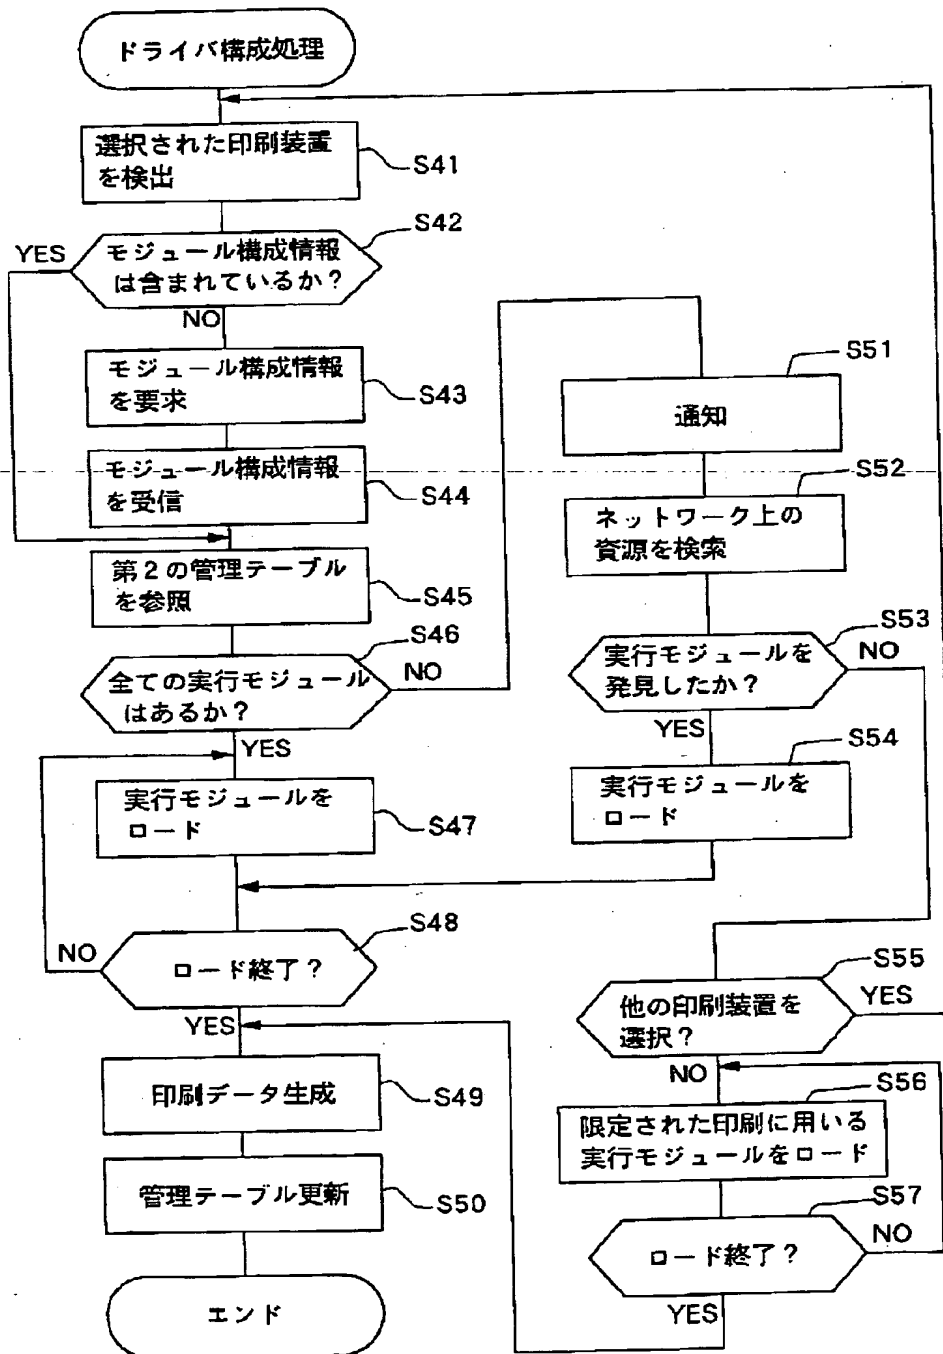 ドライバ構成処理
選択された印刷装置
を検出
S41
S42
YES
モジュール構成情報
は含まれているか？
NO
モジュール構成情報
を要求
S43
モジュール構成情報
を受信
S44
第２の管理テーブル
を参照
S45
S46
全ての実行モジュール
はあるか？
NO
YES
実行モジュールを
ロード
S47
S48
NO
ロード終了？
YES
印刷データ生成
S49
管理テーブル更新
S50
エンド
S51
通知
S52
ネットワーク上の
資源を検索
S53
実行モジュールを
発見したか？
NO
YES
S54
実行モジュールを
ロード
S55
他の印刷装置を
選択？
YES
NO
S56
限定された印刷に用いる
実行モジュールをロード
S57
ロード終了？
NO
YES